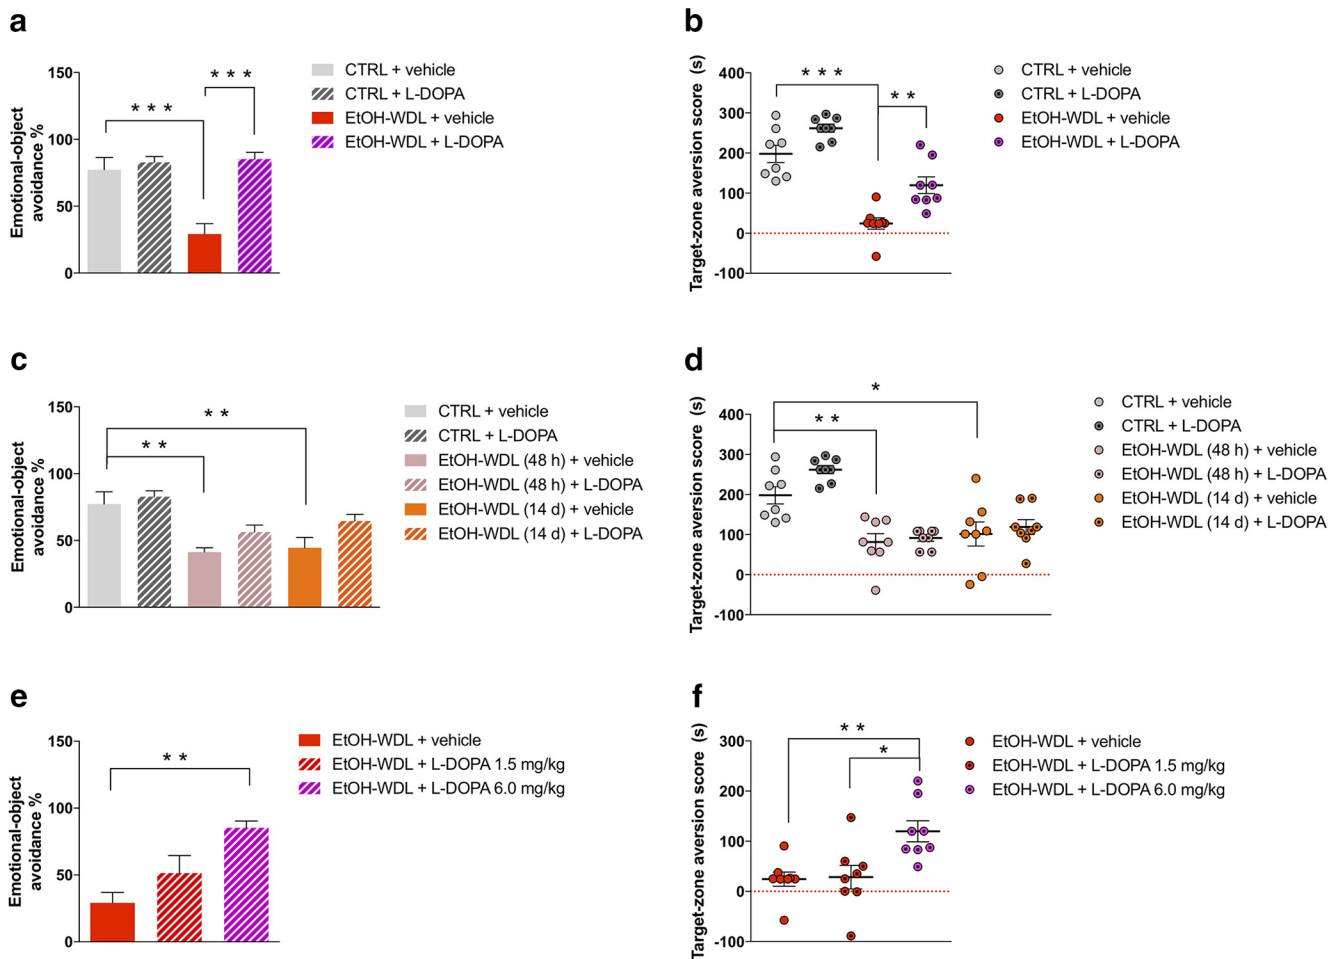 a
Emotional-object
avoidance %
150
100
50
0
* * *
* * *
CTRL + vehicle
CTRL + L-DOPA
EtOH-WDL + vehicle
EtOH-WDL + L-DOPA
b
Target-zone aversion score (s)
400
300
200
100
0
-100
* * *
* *
CTRL + vehicle
CTRL + L-DOPA
EtOH-WDL + vehicle
EtOH-WDL + L-DOPA
c
Emotional-object
avoidance %
150
100
50
0
* *
* *
CTRL + vehicle
CTRL + L-DOPA
EtOH-WDL (48 h) + vehicle
EtOH-WDL (48 h) + L-DOPA
EtOH-WDL (14 d) + vehicle
EtOH-WDL (14 d) + L-DOPA
d
Target-zone aversion score (s)
400
300
200
100
0
-100
*
* *
CTRL + vehicle
CTRL + L-DOPA
EtOH-WDL (48 h) + vehicle
EtOH-WDL (48 h) + L-DOPA
EtOH-WDL (14 d) + vehicle
EtOH-WDL (14 d) + L-DOPA
e
Emotional-object
avoidance %
150
100
50
0
* *
EtOH-WDL + vehicle
EtOH-WDL + L-DOPA 1.5 mg/kg
EtOH-WDL + L-DOPA 6.0 mg/kg
f
Target-zone aversion score (s)
300
200
100
0
-100
* *
*
EtOH-WDL + vehicle
EtOH-WDL + L-DOPA 1.5 mg/kg
EtOH-WDL + L-DOPA 6.0 mg/kg